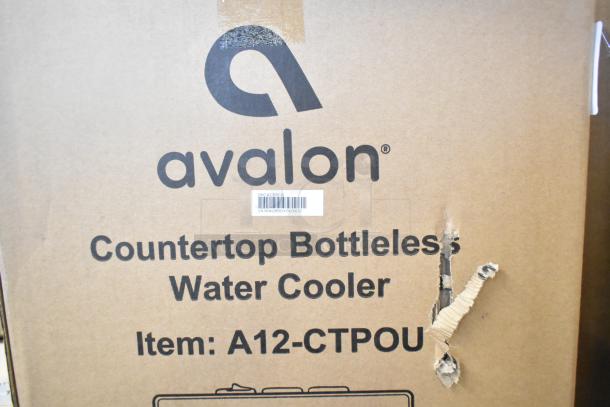 avalon®
Countertop Bottleless
Water Cooler
Item: A12-CTPOU